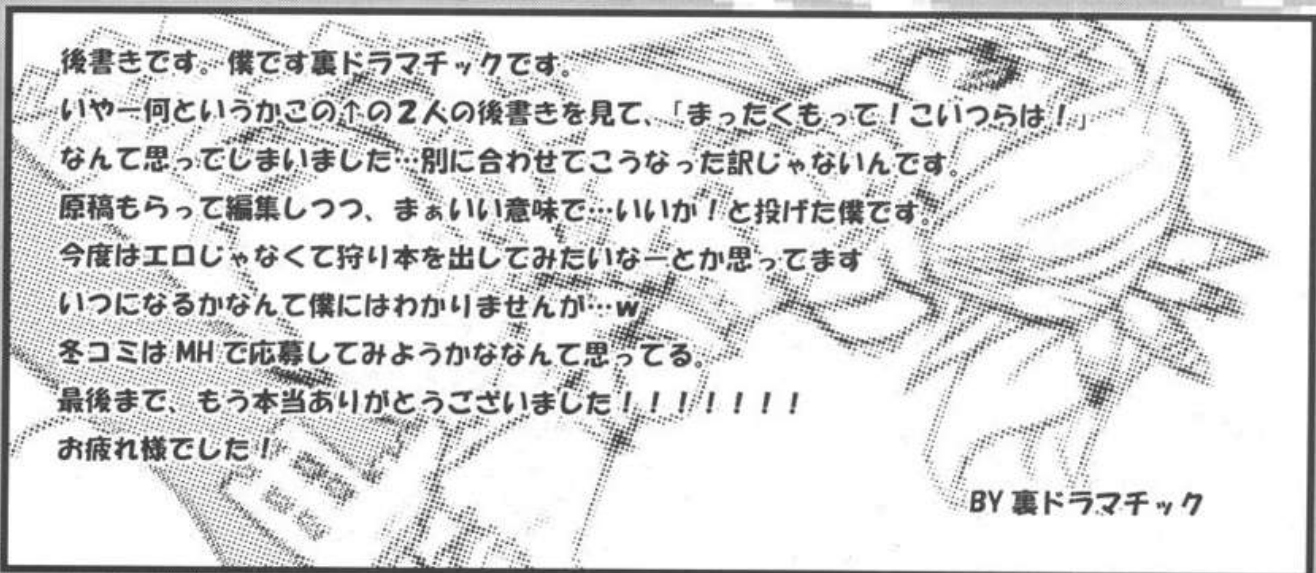 後書きです。僕です裏ドラマチックです。
いやー何というかこの↑の2人の後書きを見て、「まったくもって！こいつらは！」
なんて思ってしまいました…別に合わせてこうなった訳じゃないんです。
原稿もらって編集しつつ、まぁいい意味で…いいか！と投げた僕です。
今度はエロじゃなくて狩り本を出してみたいなーとか思ってます
いつになるかなんて僕にはわかりませんが…w
冬コミはMHで応募してみようかななんて思ってる。
最後まで、もう本当ありがとうございました！！！！！！！
お疲れ様でした！
BY 裏ドラマチック